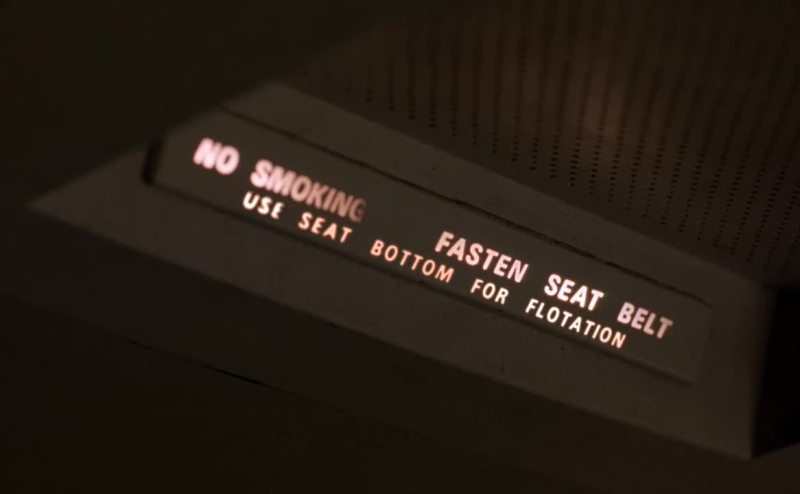 NO SMOKING FASTEN SEAT BELT
USE SEAT BOTTOM FOR FLOTATION